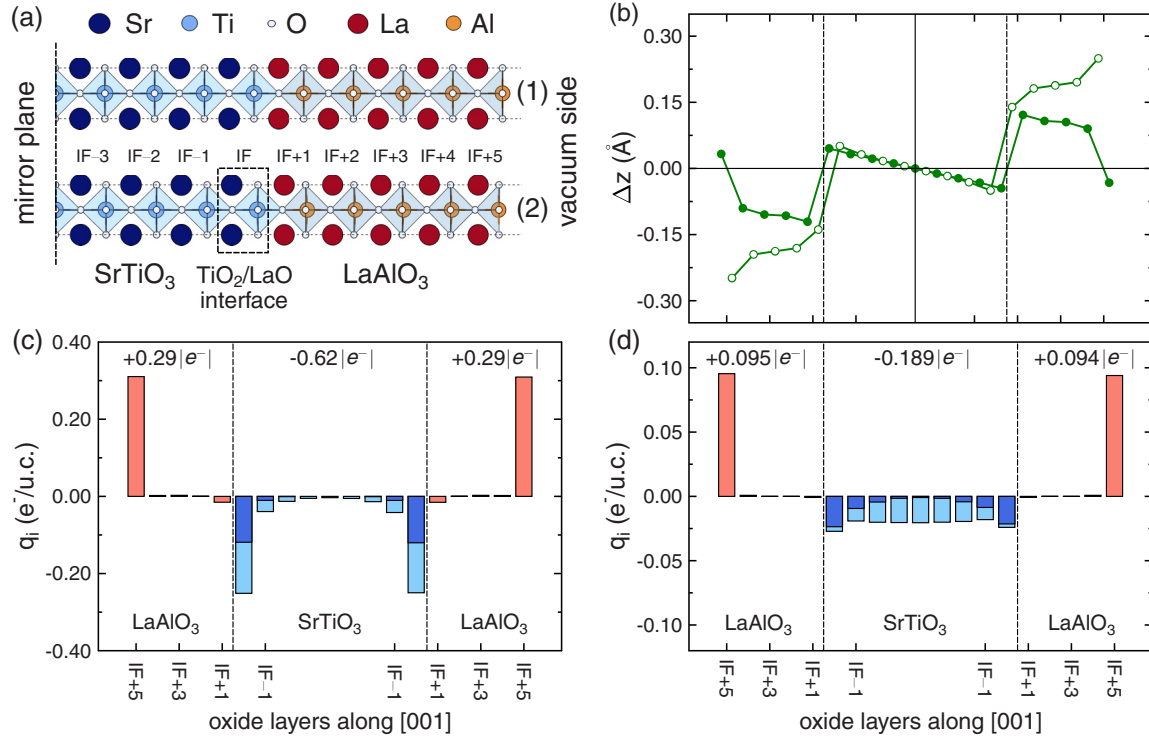 (a)
Sr Ti O La Al
mirror plane
(1)
IF−3 IF−2 IF−1 IF IF+1 IF+2 IF+3 IF+4 IF+5
(2)
vacuum side
SrTiO3 TiO2/LaO LaAlO3
interface
(b)
Δz (Å)
0.30
0.15
0.00
-0.15
-0.30
(c)
qi (e-/u.c.)
0.40
0.20
0.00
-0.20
-0.40
+0.29|e−| -0.62|e−| +0.29|e−|
LaAlO3 SrTiO3 LaAlO3
IF+5 IF+3 IF+1 IF−1 IF−1 IF+1 IF+3 IF+5
oxide layers along [001]
(d)
qi (e-/u.c.)
0.10
0.05
0.00
-0.05
-0.10
+0.095|e−| -0.189|e−| +0.094|e−|
LaAlO3 SrTiO3 LaAlO3
IF+5 IF+3 IF+1 IF−1 IF−1 IF+1 IF+3 IF+5
oxide layers along [001]